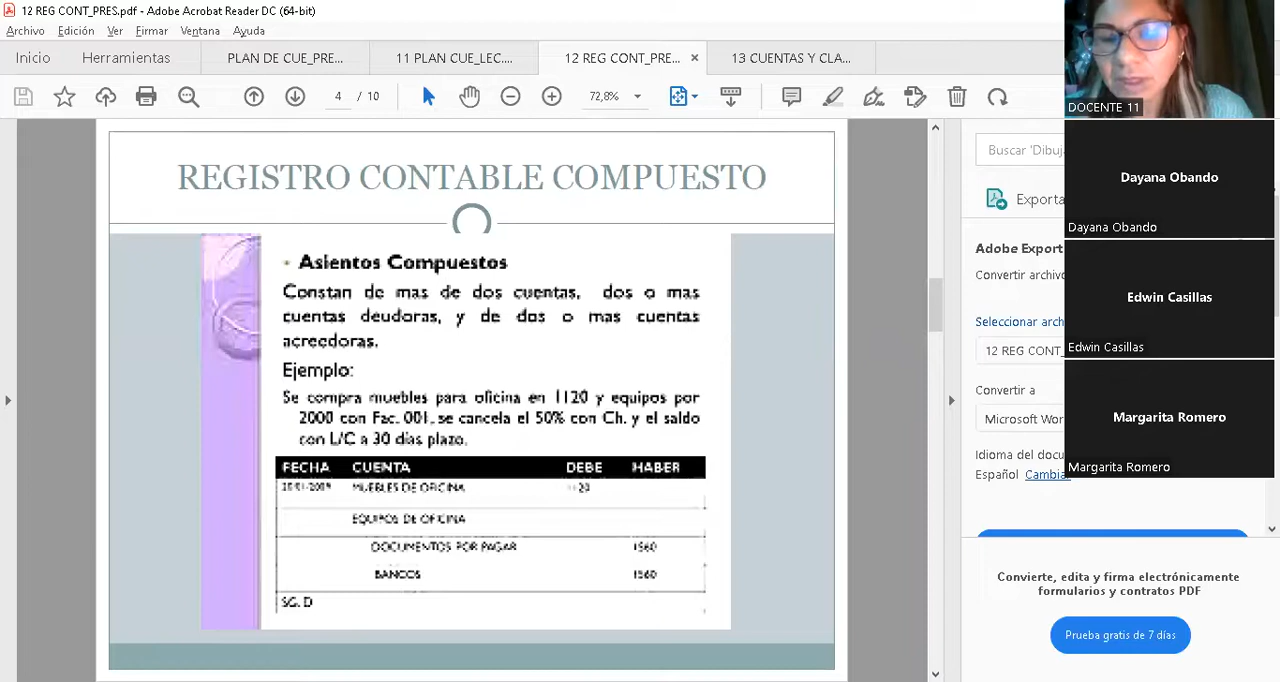 12 REG CONT_PRES.pdf - Adobe Acrobat Reader DC (64-bit)
Archivo Edición Ver Firmar Ventana Ayuda
Inicio Herramientas PLAN DE CUE_PRE... 11 PLAN CUE_LEC.... 12 REG CONT_PRE... × 13 CUENTAS Y CLA...
4 / 10 72,8%
REGISTRO CONTABLE COMPUESTO
• Asientos Compuestos
Constan de mas de dos cuentas, dos o mas
cuentas deudoras, y de dos o mas cuentas
acreedoras.
Ejemplo:
Se compra muebles para oficina en 1120 y equipos por
2000 con Fac. 001, se cancela el 50% con Ch. y el saldo
con L/C a 30 días plazo.
FECHA CUENTA DEBE HABER
MUEBLES DE OFICINA 1120
EQUIPOS DE OFICINA
DOCUMENTOS POR PAGAR 1560
BANCOS 1560
SG. D
Buscar 'Dibuj
Exporta
Adobe Export
Convertir archivo
Seleccionar arch
12 REG CONT_
Convertir a
Microsoft Wor
Idioma del docu
Español Cambia
Convierte, edita y firma electrónicamente
formularios y contratos PDF
Prueba gratis de 7 días
DOCENTE 11
Dayana Obando
Dayana Obando
Edwin Casillas
Edwin Casillas
Margarita Romero
Margarita Romero